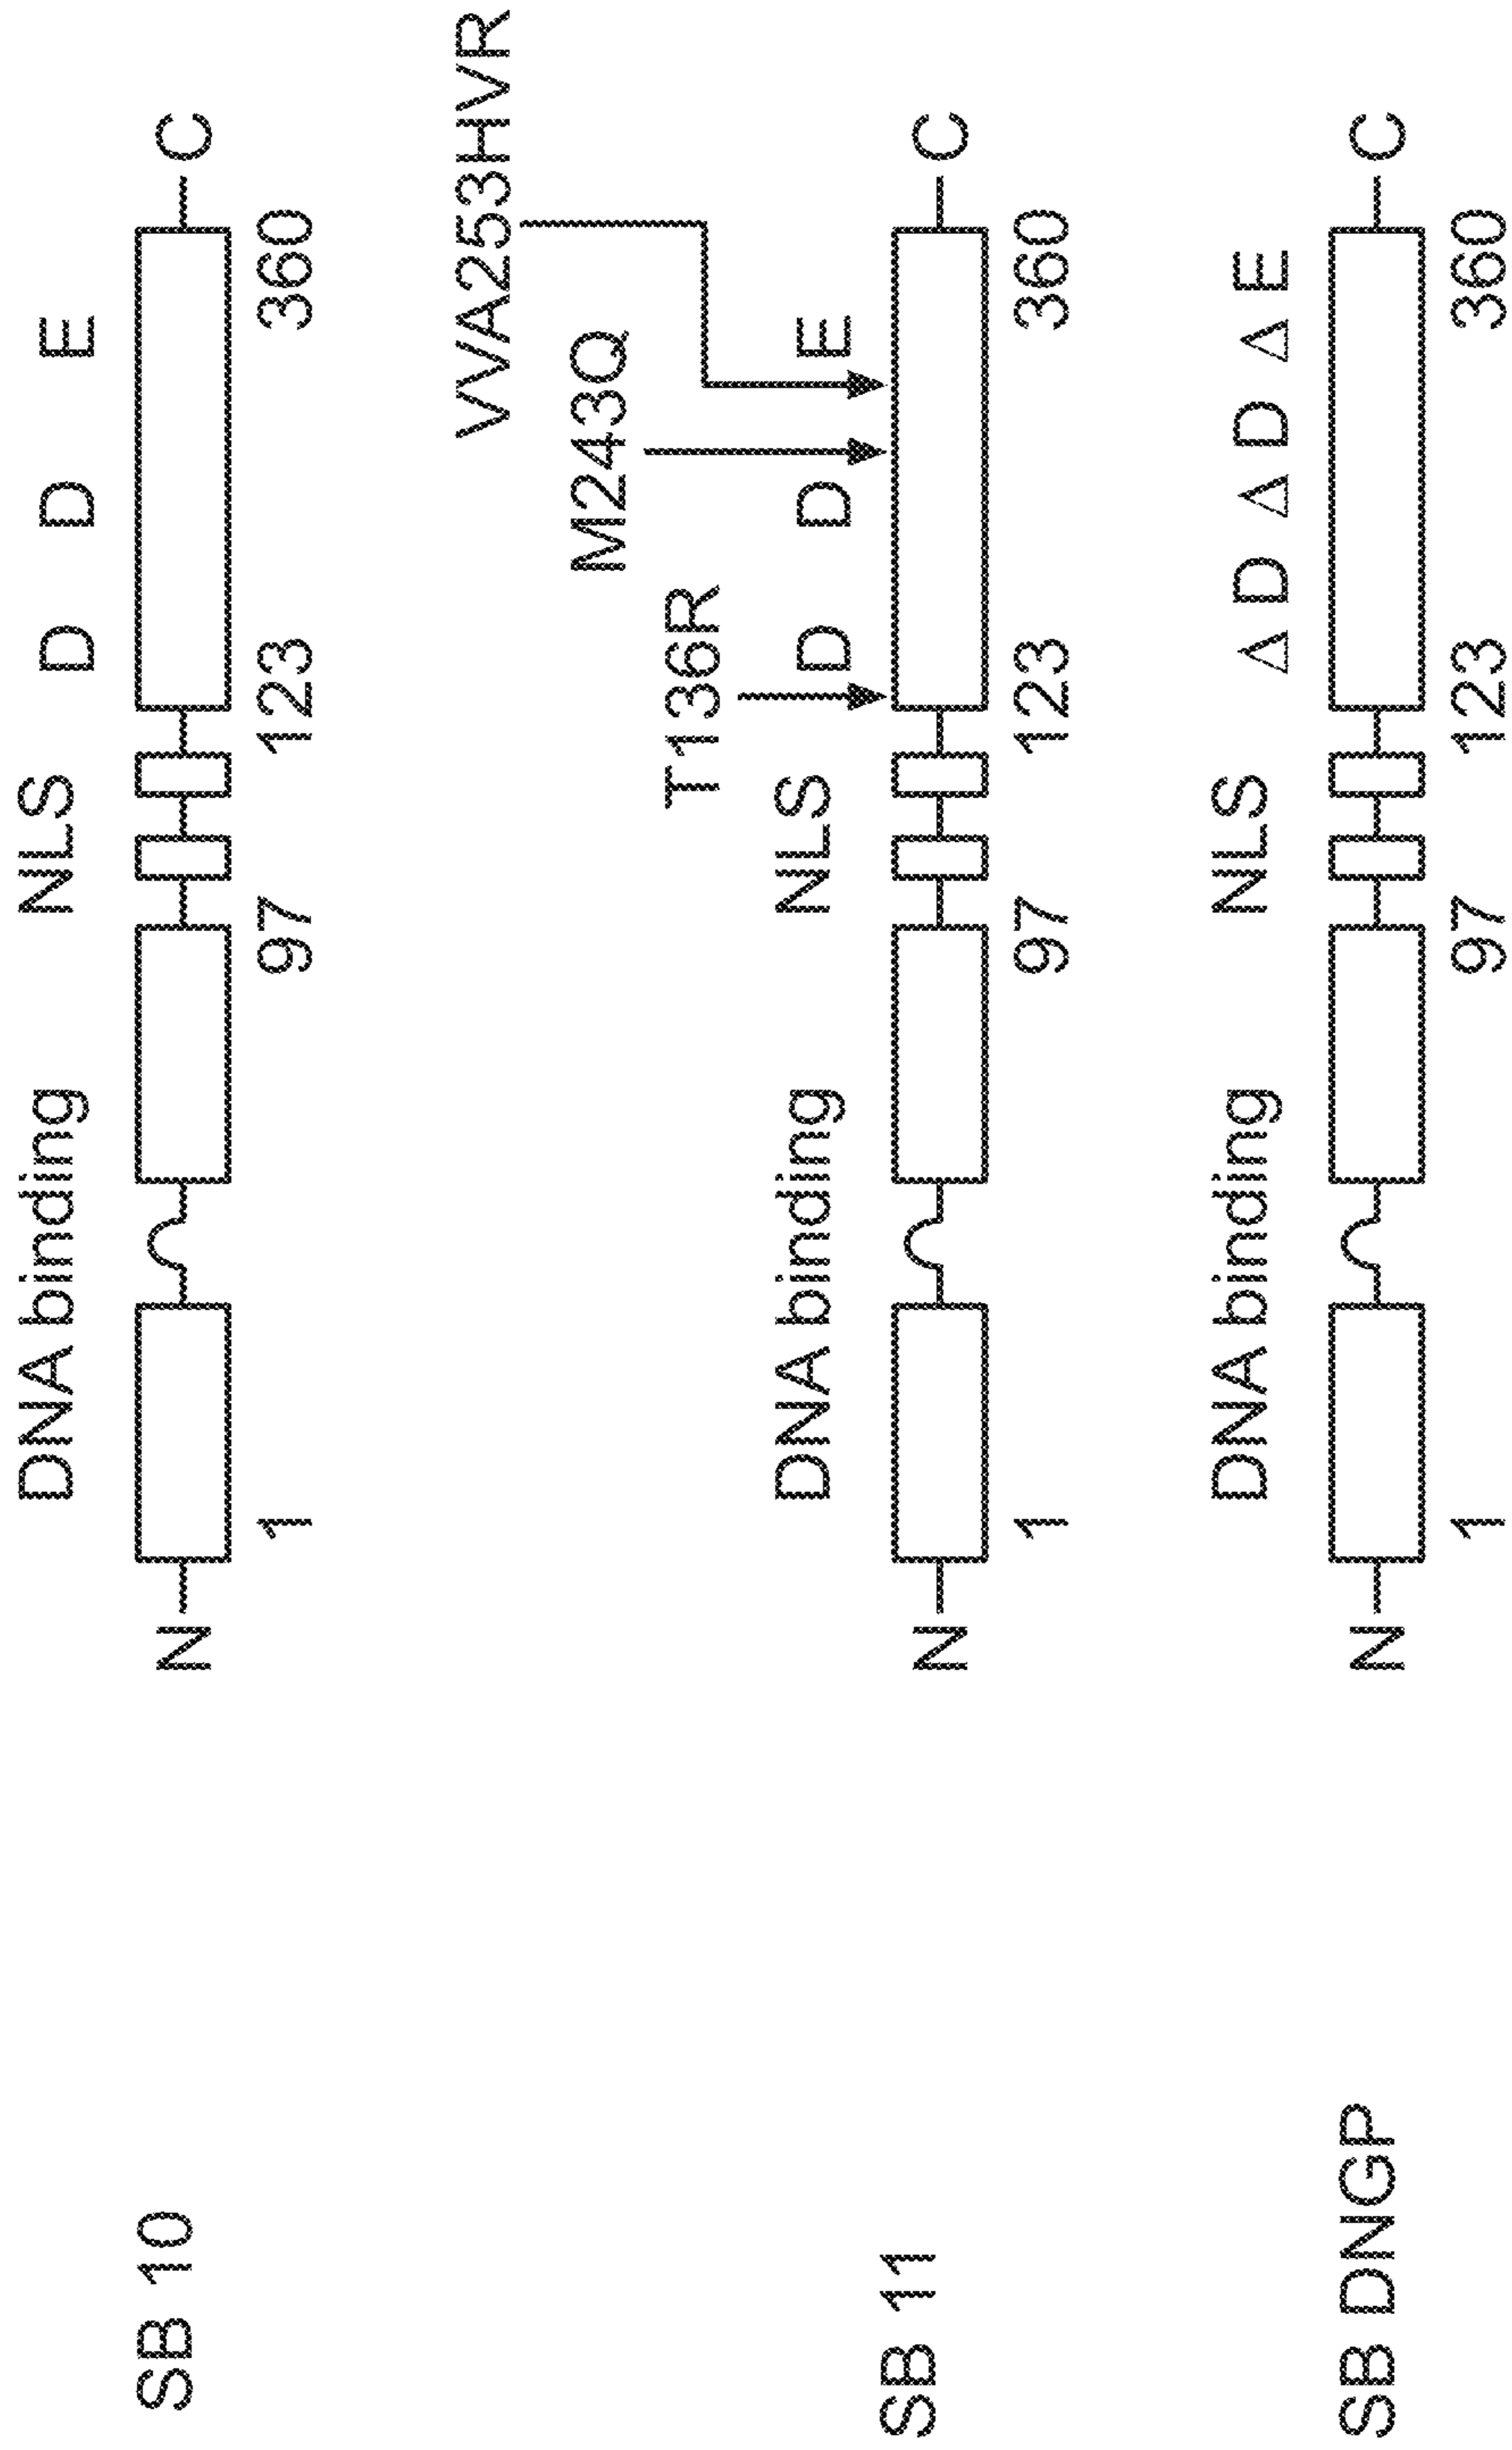 SB 10
DNA binding NLS D D E
N C
1 97 123 360
VVA253HVR
M243Q
T136R
SB 11
DNA binding NLS D D E
N C
1 97 123 360
SB DNGP
DNA binding NLS Δ D Δ D Δ E
N C
1 97 123 360